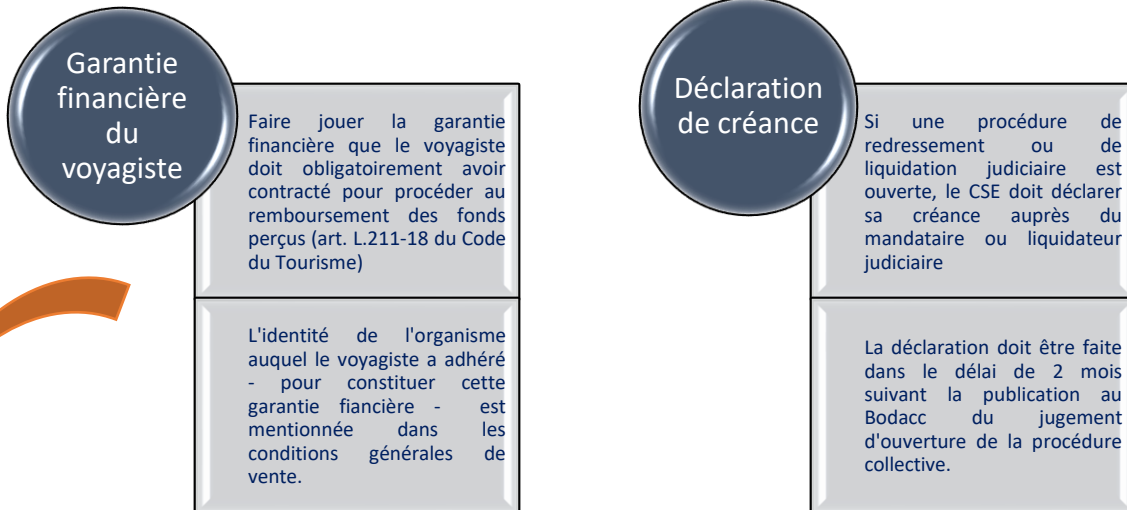 Garantie
financière
du
voyagiste
Faire jouer la garantie
financière que le voyagiste
doit obligatoirement avoir
contracté pour procéder au
remboursement des fonds
perçus (art. L.211-18 du Code
du Tourisme)
L'identité de l'organisme
auquel le voyagiste a adhéré
- pour constituer cette
garantie fiancière - est
mentionnée dans les
conditions générales de
vente.
Déclaration
de créance
Si une procédure de
redressement ou de
liquidation judiciaire est
ouverte, le CSE doit déclarer
sa créance auprès du
mandataire ou liquidateur
judiciaire
La déclaration doit être faite
dans le délai de 2 mois
suivant la publication au
Bodacc du jugement
d'ouverture de la procédure
collective.